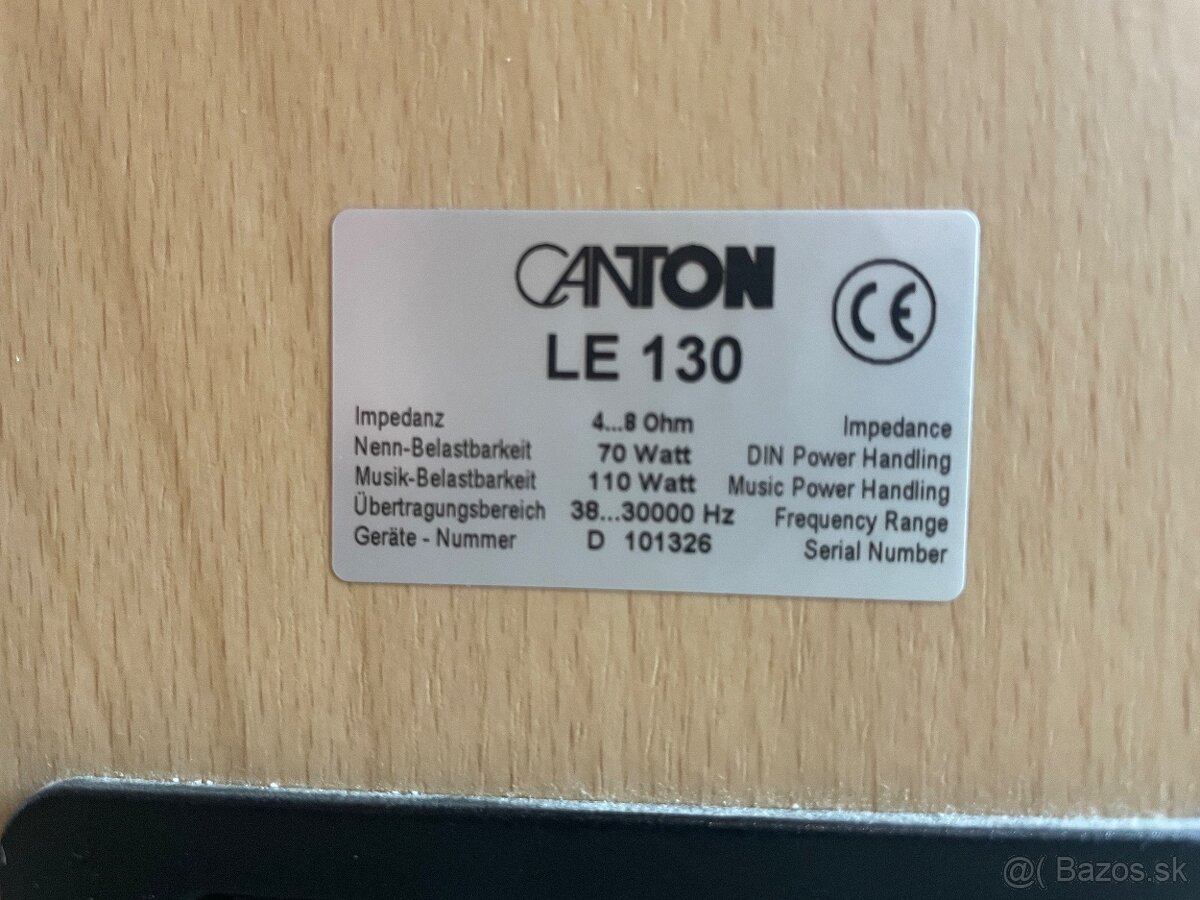 CANTON
CE
LE 130
Impedanz 4...8 Ohm Impedance
Nenn-Belastbarkeit 70 Watt DIN Power Handling
Musik-Belastbarkeit 110 Watt Music Power Handling
Übertragungsbereich 38...30000 Hz Frequency Range
Geräte - Nummer D 101326 Serial Number
@( Bazos.sk